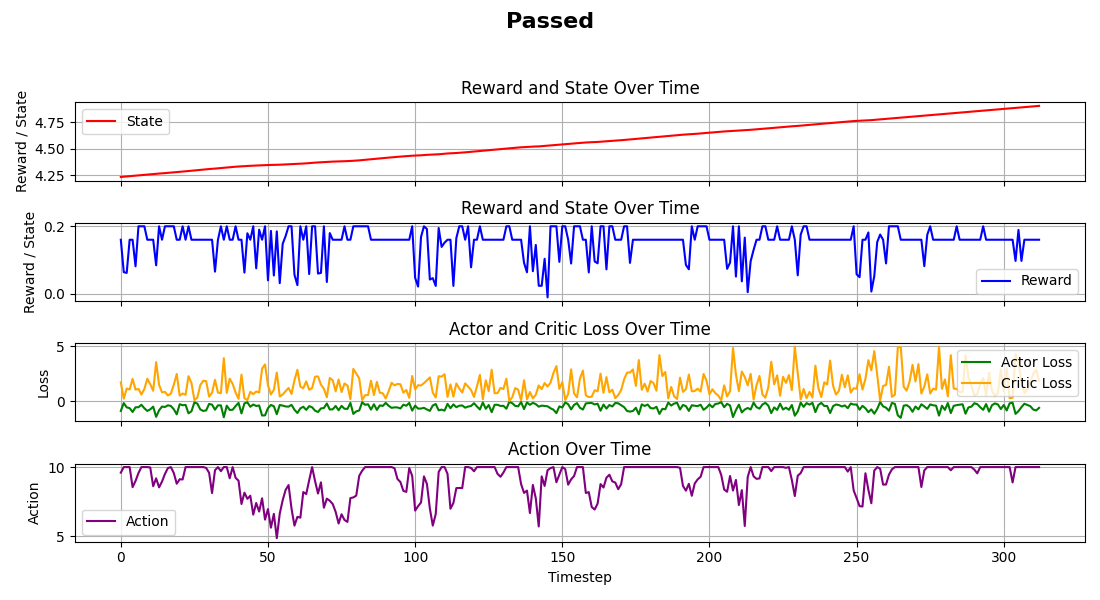 Passed
Reward and State Over Time
Reward / State
4.75
4.50
4.25
State
Reward and State Over Time
Reward / State
0.2
0.0
Reward
Actor and Critic Loss Over Time
Loss
5
0
Actor Loss
Critic Loss
Action Over Time
Action
10
5
Action
0 50 100 150 200 250 300
Timestep